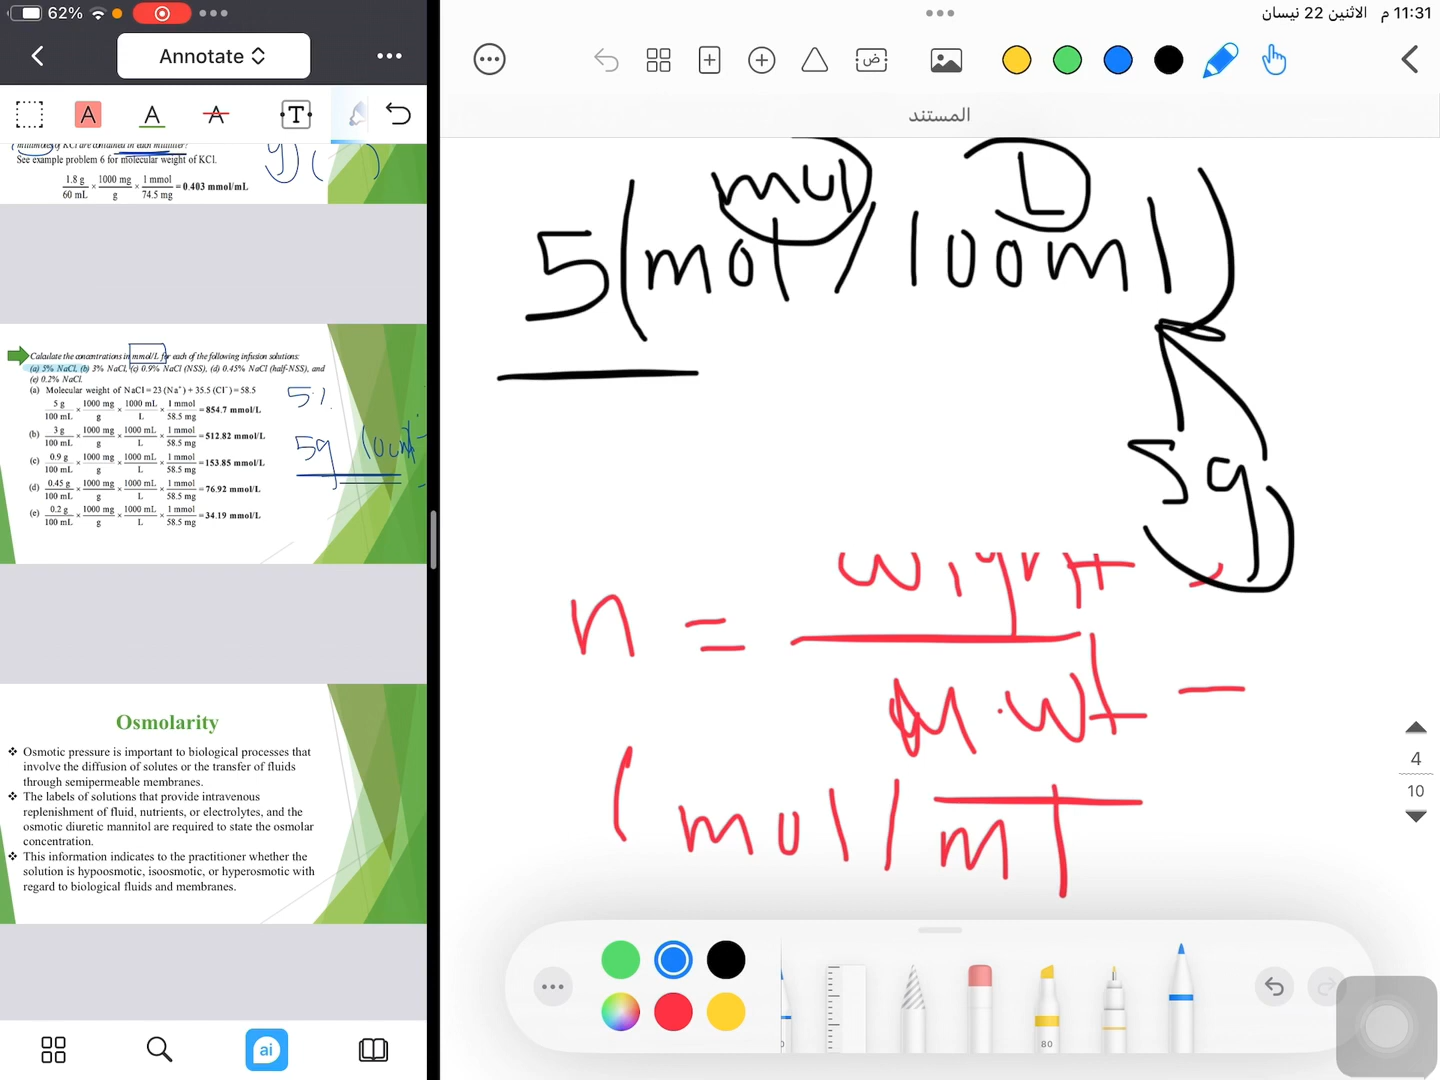 62%
11:31 م الاثنين 22 نيسان
Annotate
المستند
ض
A A A T
millimoles of KCl are contained in each milliliter?
See example problem 6 for molecular weight of KCl.
1.8 g / 60 mL × 1000 mg / g × 1 mmol / 74.5 mg = 0.403 mmol/mL
Calculate the concentrations in mmol/L for each of the following infusion solutions:
(a) 5% NaCl, (b) 3% NaCl, (c) 0.9% NaCl (NSS), (d) 0.45% NaCl (half-NSS), and
(e) 0.2% NaCl.
(a) Molecular weight of NaCl = 23 (Na⁺) + 35.5 (Cl⁻) = 58.5
5 g / 100 mL × 1000 mg / g × 1000 mL / L × 1 mmol / 58.5 mg = 854.7 mmol/L
(b) 3 g / 100 mL × 1000 mg / g × 1000 mL / L × 1 mmol / 58.5 mg = 512.82 mmol/L
(c) 0.9 g / 100 mL × 1000 mg / g × 1000 mL / L × 1 mmol / 58.5 mg = 153.85 mmol/L
(d) 0.45 g / 100 mL × 1000 mg / g × 1000 mL / L × 1 mmol / 58.5 mg = 76.92 mmol/L
(e) 0.2 g / 100 mL × 1000 mg / g × 1000 mL / L × 1 mmol / 58.5 mg = 34.19 mmol/L
5%
5g 100ml
Osmolarity
❖ Osmotic pressure is important to biological processes that
involve the diffusion of solutes or the transfer of fluids
through semipermeable membranes.
❖ The labels of solutions that provide intravenous
replenishment of fluid, nutrients, or electrolytes, and the
osmotic diuretic mannitol are required to state the osmolar
concentration.
❖ This information indicates to the practitioner whether the
solution is hypoosmotic, isoosmotic, or hyperosmotic with
regard to biological fluids and membranes.
ai
mul L
5(mol/100ml)
5g
n = wight / M.wt
(mol/ml
4
10
80